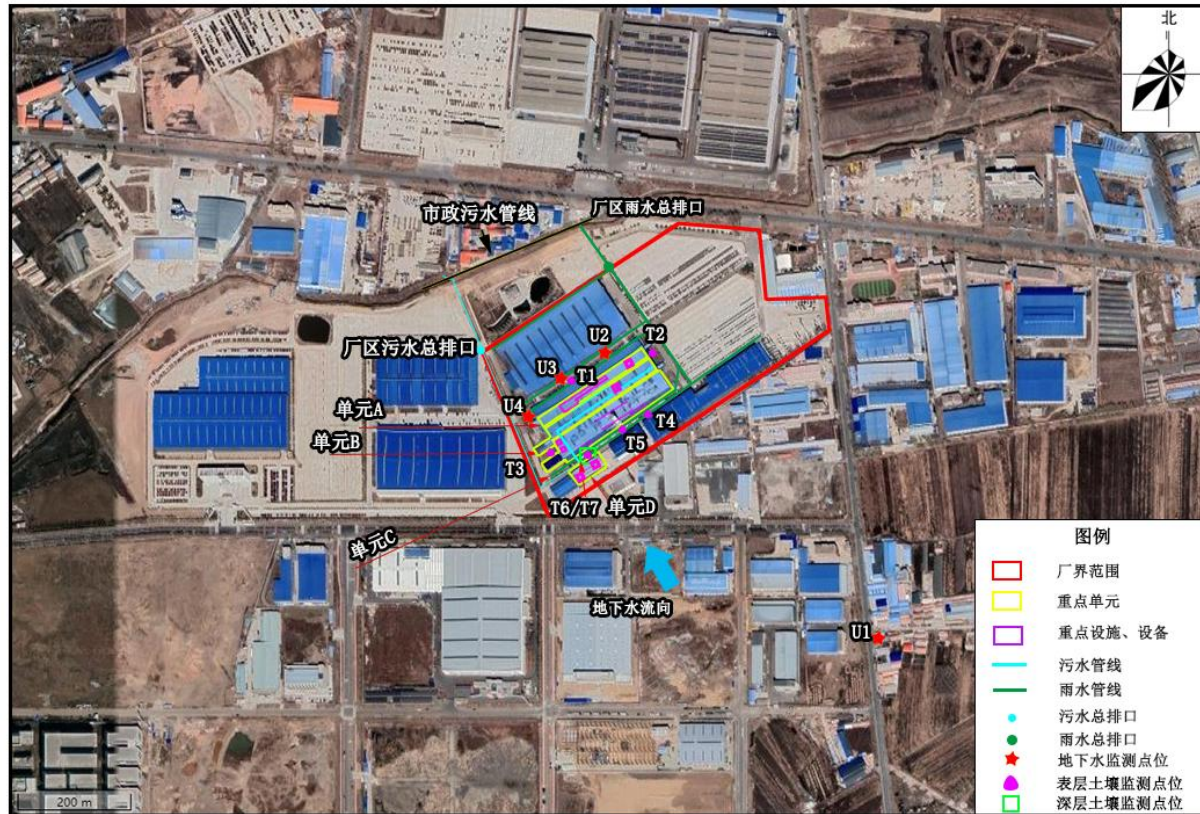 北
厂区雨水总排口
市政污水管线
厂区污水总排口
U2
T2
U3
T1
U4
单元A
单元B
T4
T5
T3
T6/T7
单元D
单元C
地下水流向
U1
图例
厂界范围
重点单元
重点设施、设备
污水管线
雨水管线
污水总排口
雨水总排口
地下水监测点位
表层土壤监测点位
深层土壤监测点位
200 m